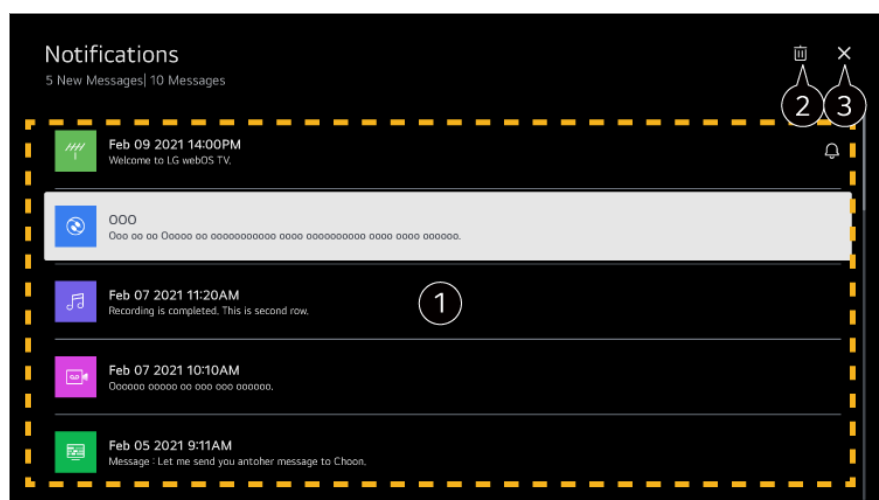 Notifications
5 New Messages| 10 Messages
2
3
Feb 09 2021 14:00PM
Welcome to LG webOS TV.
OOO
Ooo oo oo Ooooo oo ooooooooooo oooo oooooooooo oooo oooo oooooo.
Feb 07 2021 11:20AM
Recording is completed. This is second row.
1
Feb 07 2021 10:10AM
Oooooo ooooo oo ooo ooo oooooo.
Feb 05 2021 9:11AM
Message : Let me send you antoher message to Choon.